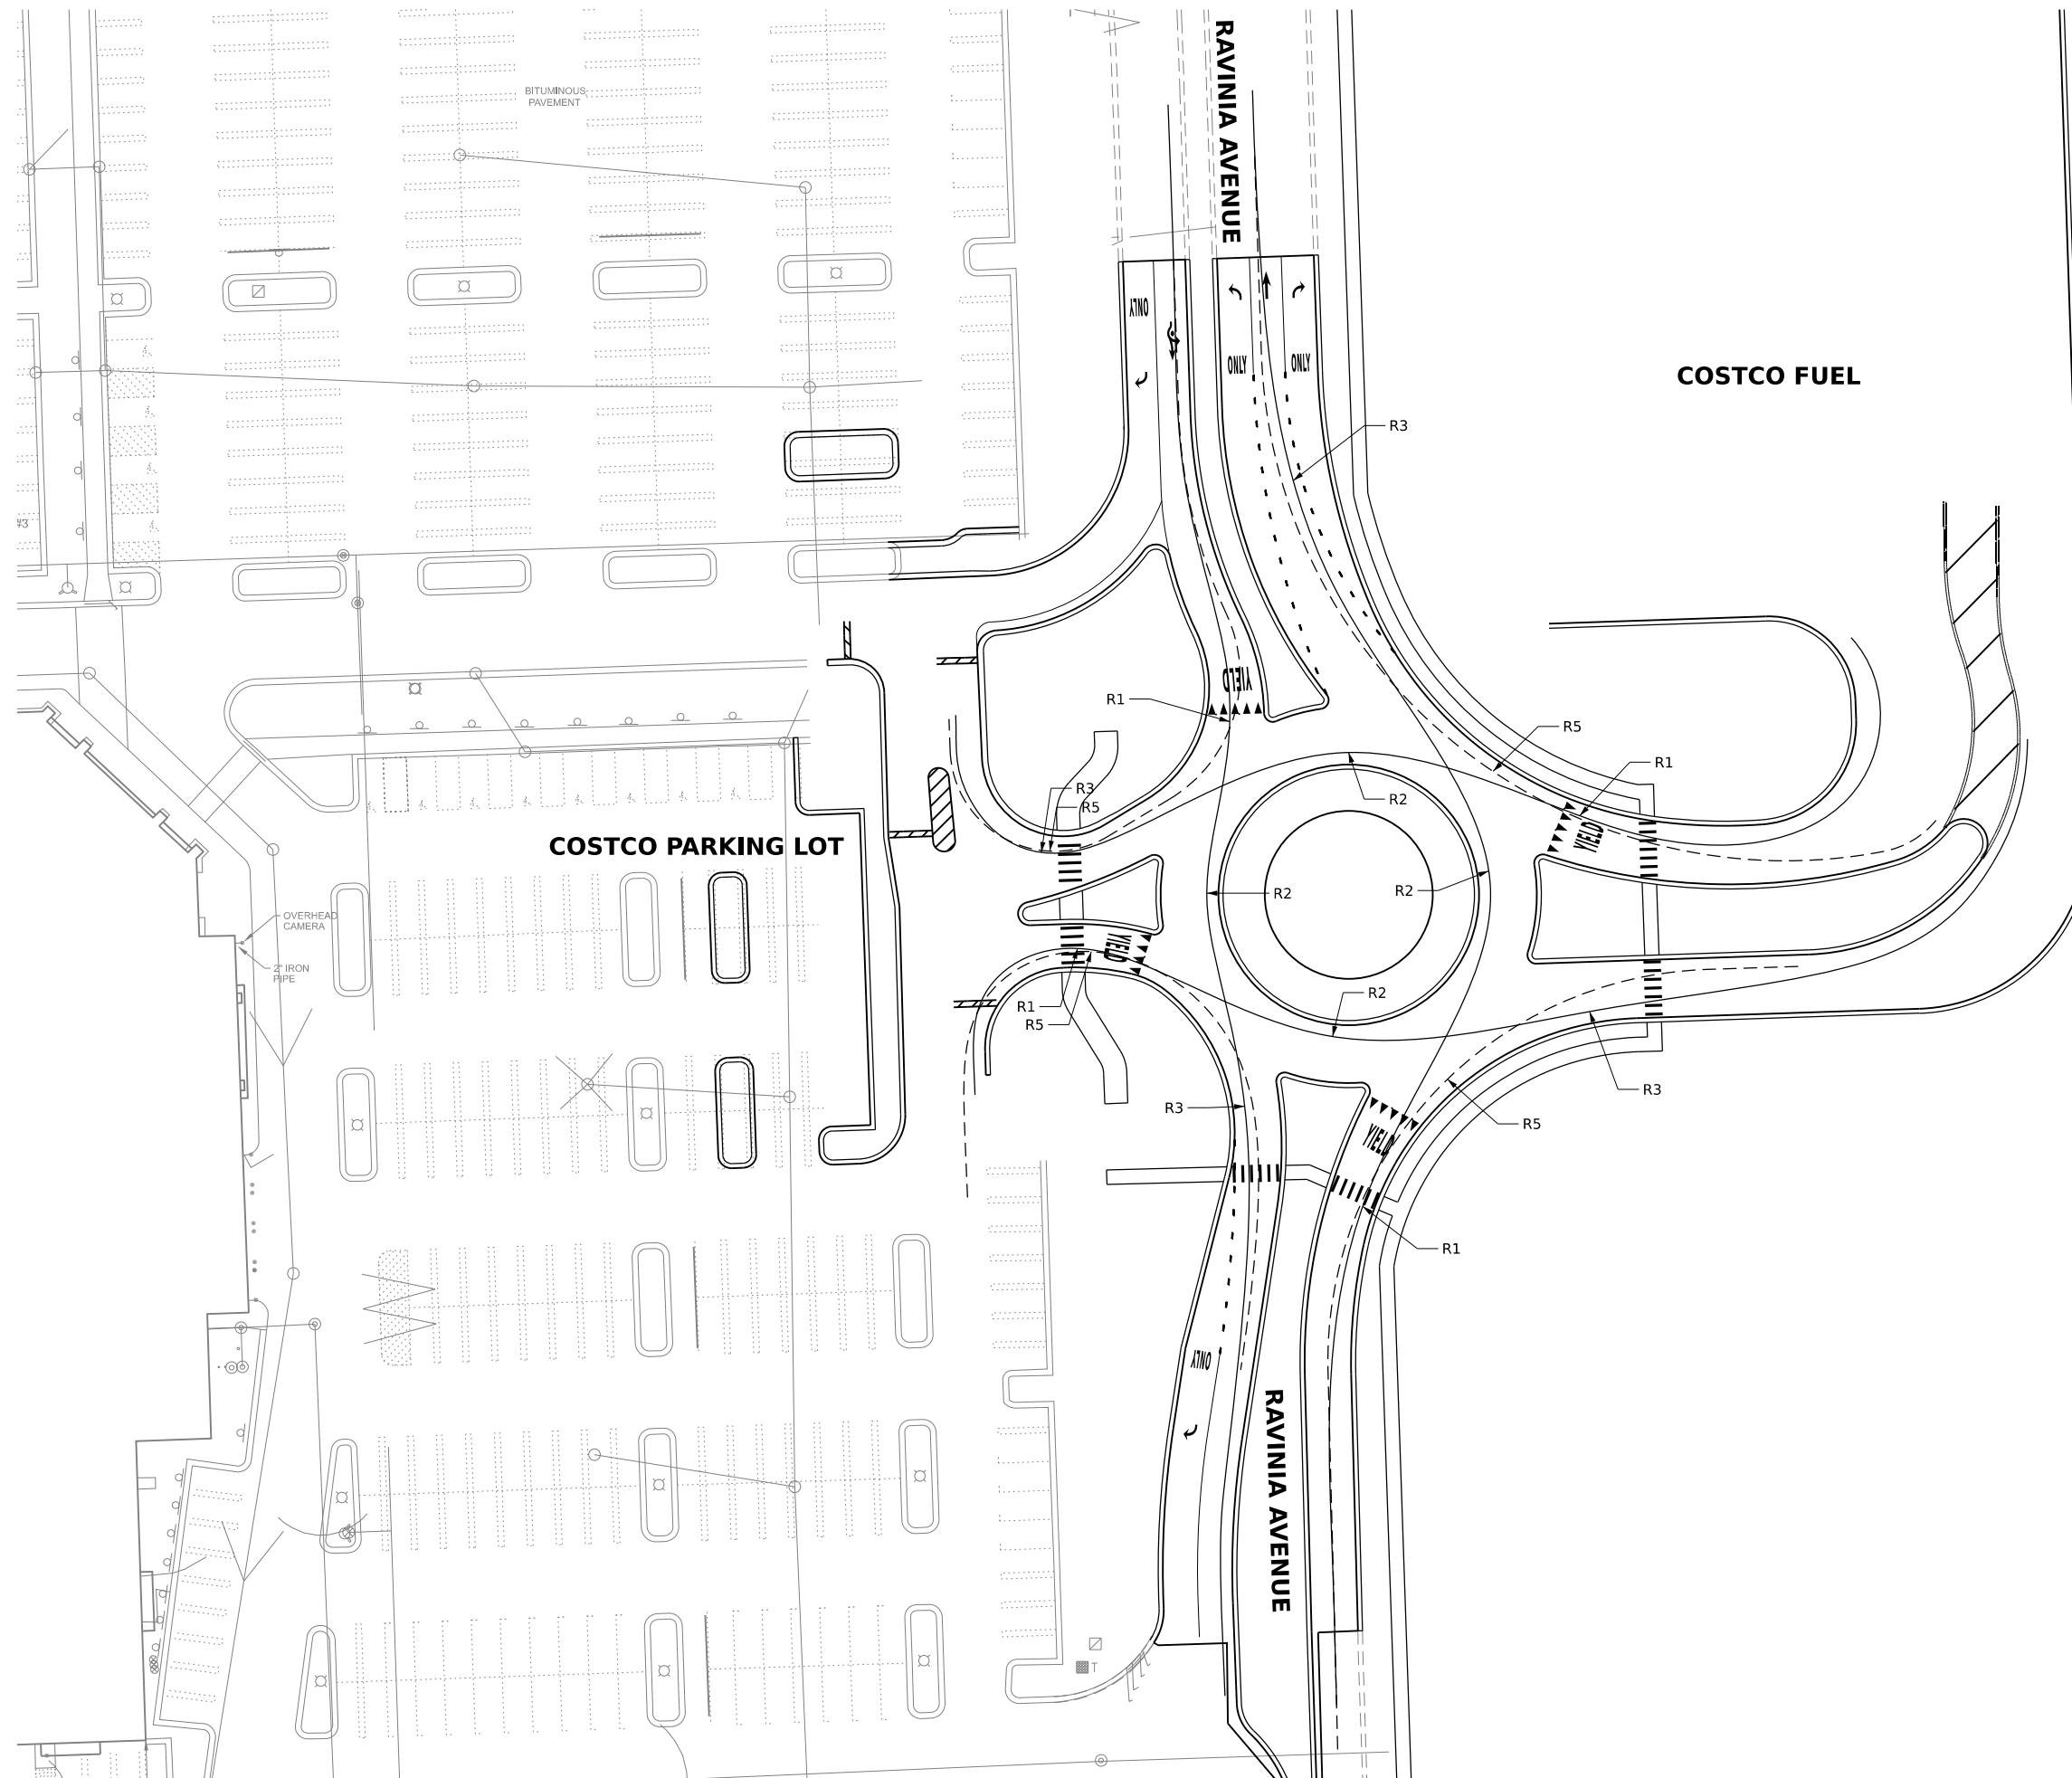 RAVINIA AVENUE
BITUMINOUS
PAVEMENT
ONLY
ONLY
ONLY
COSTCO FUEL
R3
#3
YIELD
R1
R5
R1
R3
R2
R5
YIELD
COSTCO PARKING LOT
R2
R2
OVERHEAD
CAMERA
YIELD
2" IRON
PIPE
R2
R1
R5
R3
R3
R5
YIELD
R1
ONLY
RAVINIA AVENUE
T